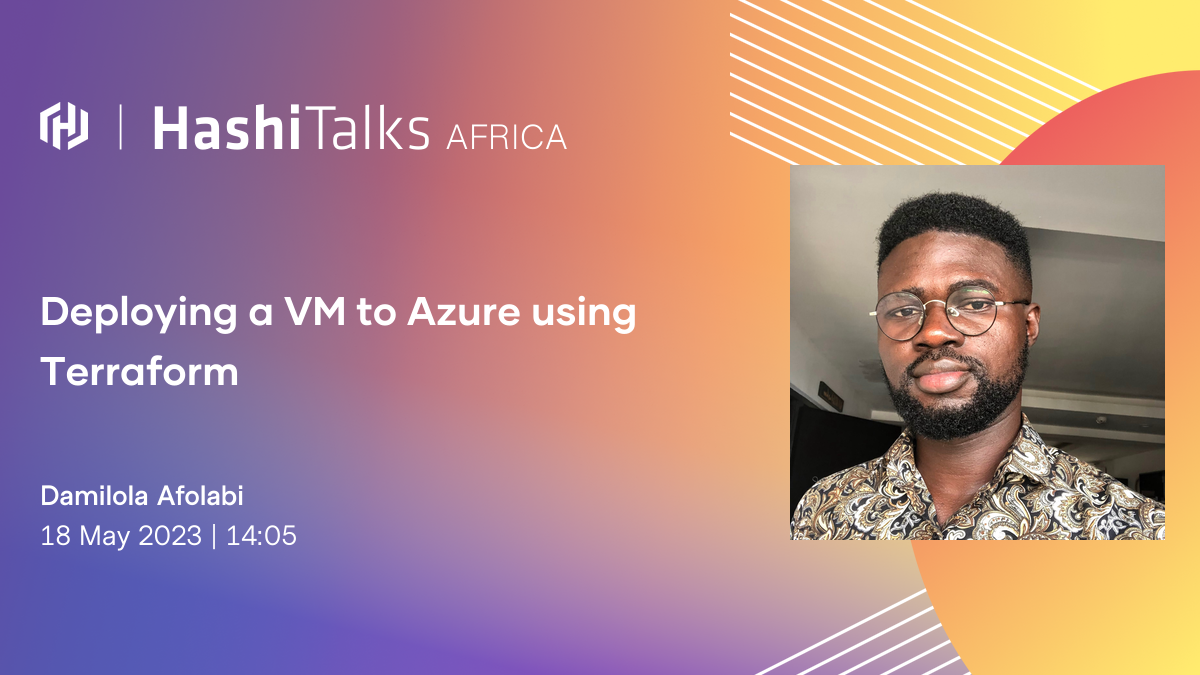 HashiTalks AFRICA
Deploying a VM to Azure using
Terraform
Damilola Afolabi
18 May 2023 | 14:05